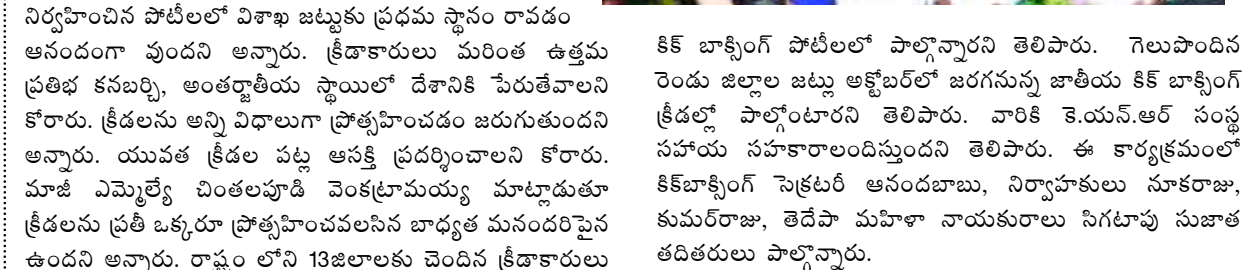 నిర్వహించిన పోటీలలో విశాఖ జట్టుకు ప్రధమ స్థానం రావడం
ఆనందంగా వుందని అన్నారు. క్రీడాకారులు మరింత ఉత్తమ
ప్రతిభ కనబర్చి, అంతర్జాతీయ స్థాయిలో దేశానికి పేరుతేవాలని
కోరారు. క్రీడలను అన్ని విధాలుగా ప్రోత్సహించడం జరుగుతుందని
అన్నారు. యువత క్రీడల పట్ల ఆసక్తి ప్రదర్శించాలని కోరారు.
మాజీ ఎమ్మెల్యే చింతలపూడి వెంకట్రామయ్య మాట్లాడుతూ
క్రీడలను ప్రతీ ఒక్కరూ ప్రోత్సహించవలసిన బాధ్యత మనందరిపైన
ఉందని అన్నారు. రాష్ట్రం లోని 13జిల్లాలకు చెందిన క్రీడాకారులు
కిక్ బాక్సింగ్ పోటీలలో పాల్గొన్నారని తెలిపారు. గెలుపొందిన
రెండు జిల్లాల జట్లు అక్టోబర్‌లో జరగనున్న జాతీయ కిక్ బాక్సింగ్
క్రీడల్లో పాల్గోంటారని తెలిపారు. వారికి కె.యన్.ఆర్ సంస్థ
సహాయ సహకారాలందిస్తుందని తెలిపారు. ఈ కార్యక్రమంలో
కిక్‌బాక్సింగ్ సెక్రటరీ ఆనందబాబు, నిర్వాహకులు నూకరాజు,
కుమర్‌రాజు, తెదేపా మహిళా నాయకురాలు సిగటాపు సుజాత
తదితరులు పాల్గొన్నారు.